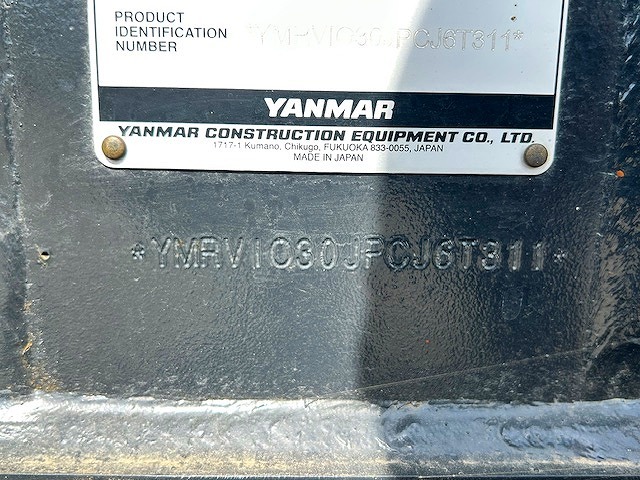 PRODUCT
IDENTIFICATION
NUMBER
*YMRVIO30JPCJ6T311*
YANMAR
YANMAR CONSTRUCTION EQUIPMENT CO., LTD.
1717-1 Kumano, Chikugo, FUKUOKA 833-0055, JAPAN
MADE IN JAPAN
*YMRVIO30JPCJ6T311*